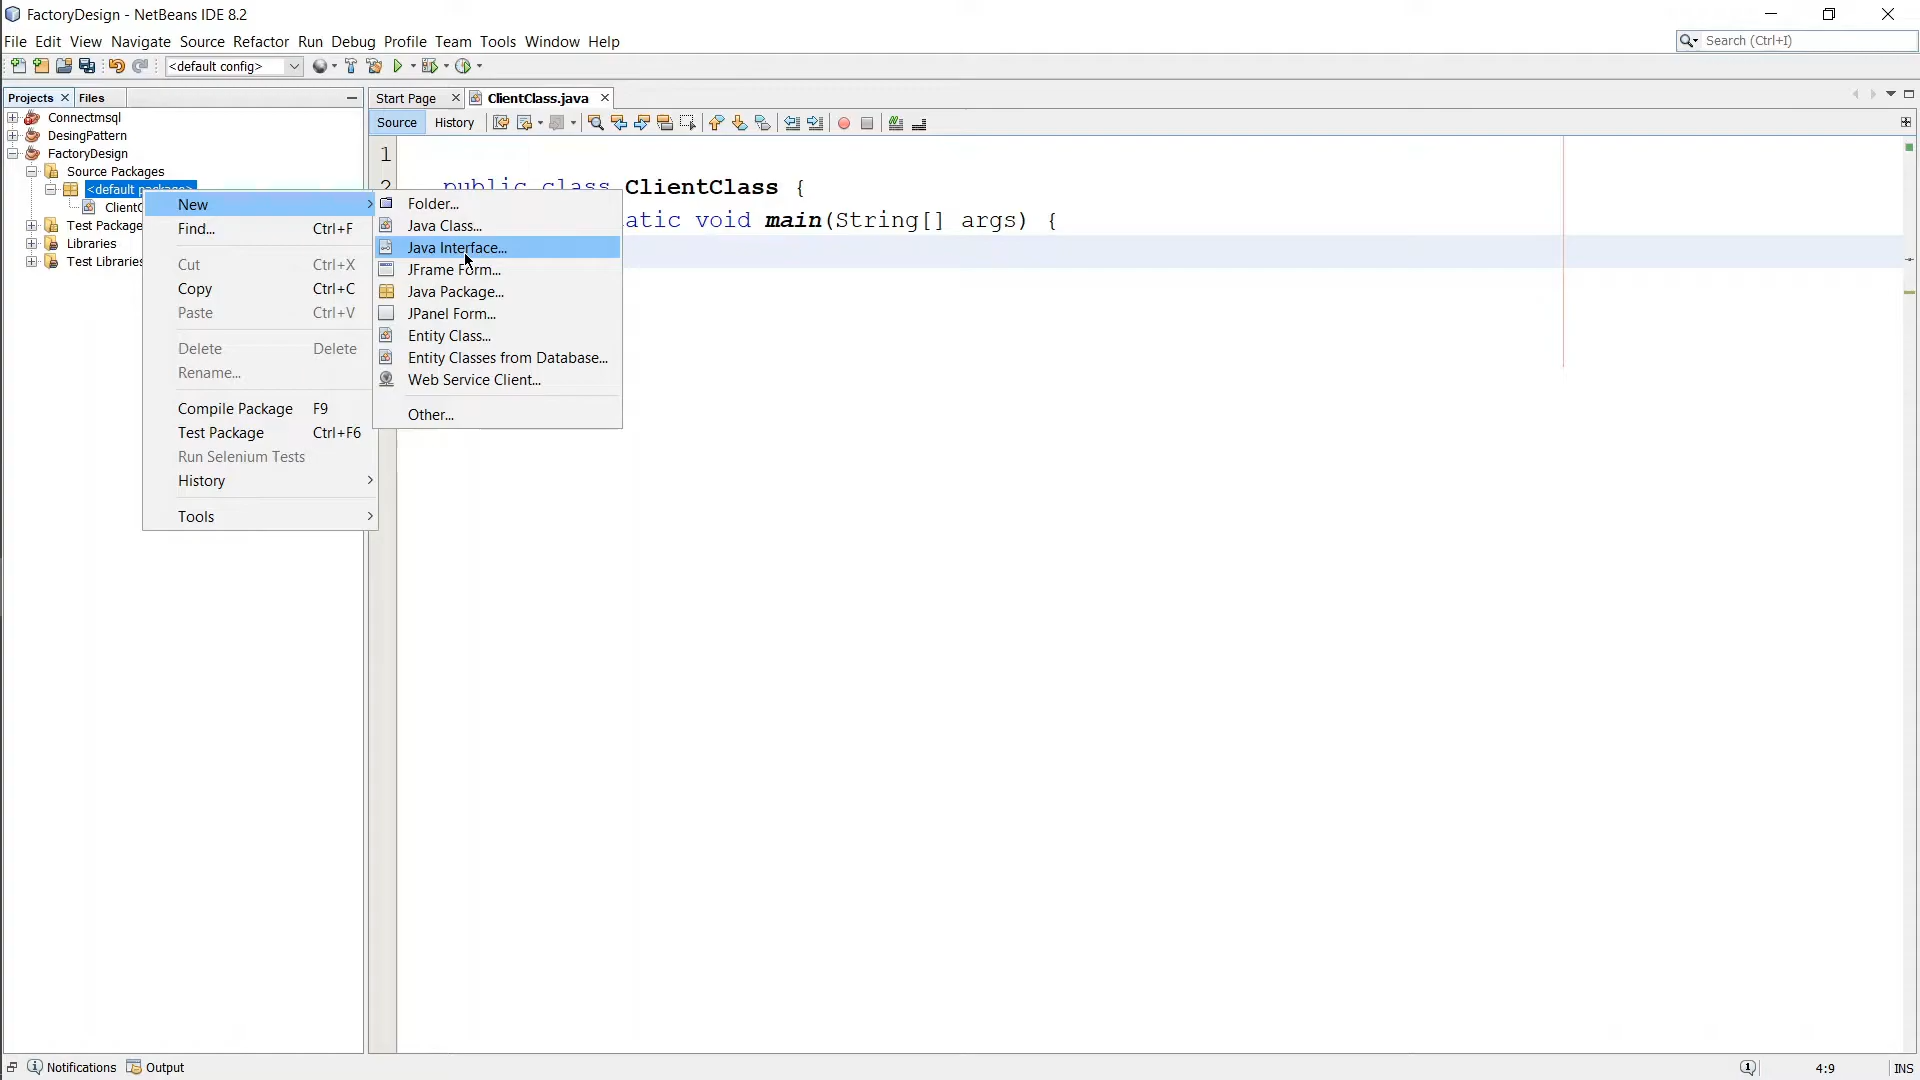 FactoryDesign - NetBeans IDE 8.2
File Edit View Navigate Source Refactor Run Debug Profile Team Tools Window Help
Search (Ctrl+I)
<default config>
Projects Files
Start Page ClientClass.java
Connectmsql
DesingPattern
FactoryDesign
Source Packages
<default package>
ClientC
Test Package
Libraries
Test Libraries
Source History
1
2 public class ClientClass {
atic void main(String[] args) {
New
Find... Ctrl+F
Cut Ctrl+X
Copy Ctrl+C
Paste Ctrl+V
Delete Delete
Rename...
Compile Package F9
Test Package Ctrl+F6
Run Selenium Tests
History
Tools
Folder...
Java Class...
Java Interface...
JFrame Form...
Java Package...
JPanel Form...
Entity Class...
Entity Classes from Database...
Web Service Client...
Other...
Notifications Output
4:9 INS